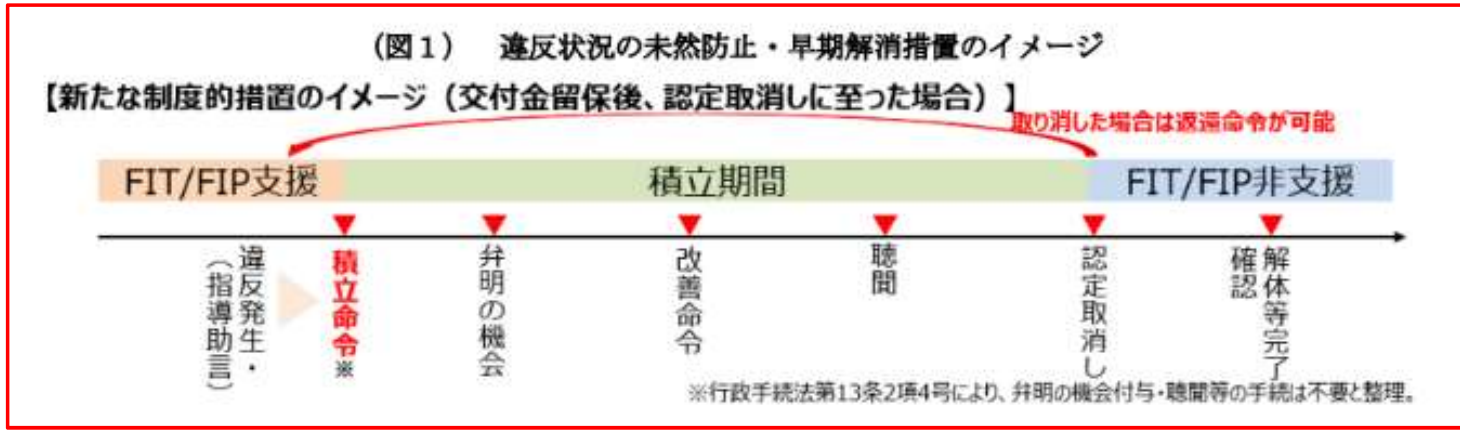 （図１）　違反状況の未然防止・早期解消措置のイメージ
【新たな制度的措置のイメージ（交付金留保後、認定取消しに至った場合）】
取り消した場合は返還命令が可能
FIT/FIP支援
積立期間
FIT/FIP非支援
違反発生・
（指導助言）
積立命令※
弁明の機会
改善命令
聴聞
認定取消し
解体等完了
確認
※行政手続法第13条2項4号により、弁明の機会付与・聴聞等の手続は不要と整理。